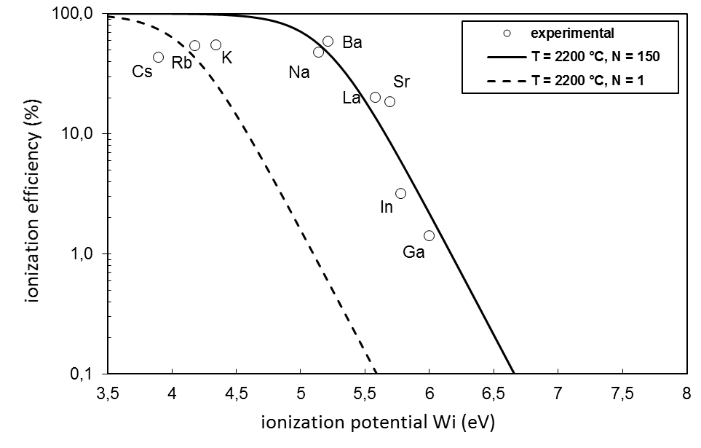 100,0
10,0
1,0
0,1
ionization efficiency (%)
3,5 4 4,5 5 5,5 6 6,5 7 7,5 8
ionization potential Wi (eV)
experimental
T = 2200 °C, N = 150
T = 2200 °C, N = 1
Cs
Rb
K
Na
Ba
La
Sr
In
Ga